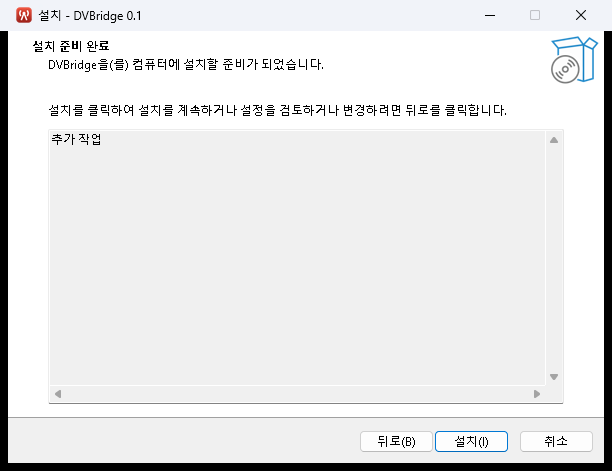 설치 - DVBridge 0.1
설치 준비 완료
DVBridge을(를) 컴퓨터에 설치할 준비가 되었습니다.
설치를 클릭하여 설치를 계속하거나 설정을 검토하거나 변경하려면 뒤로를 클릭합니다.
추가 작업
뒤로(B) 설치(I) 취소